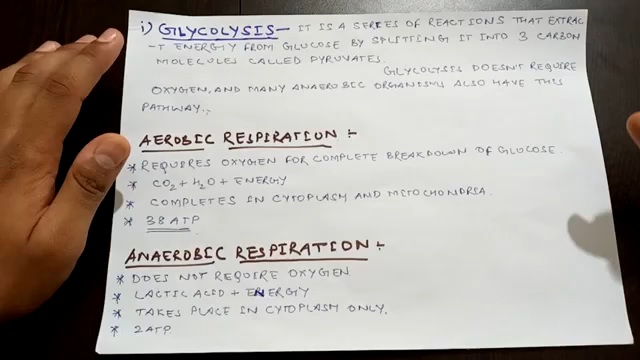 i) GLYCOLYSIS - IT IS A SERIES OF REACTIONS THAT EXTRAC
-T ENERGY FROM GLUCOSE BY SPLITTING IT INTO 3 CARBON
MOLECULES CALLED PYRUVATES.
GLYCOLYSIS DOESN'T REQUIRE
OXYGEN, AND MANY ANAEROBIC ORGANISMS ALSO HAVE THIS
PATHWAY.
AEROBIC RESPIRATION :-
* REQUIRES OXYGEN FOR COMPLETE BREAKDOWN OF GLUCOSE.
* CO2 + H2O + ENERGY
* COMPLETES IN CYTOPLASM AND MITOCHONDRIA.
* 38 ATP
ANAEROBIC RESPIRATION :-
* DOES NOT REQUIRE OXYGEN
* LACTIC ACID + ENERGY
* TAKES PLACE IN CYTOPLASM ONLY.
* 2 ATP.